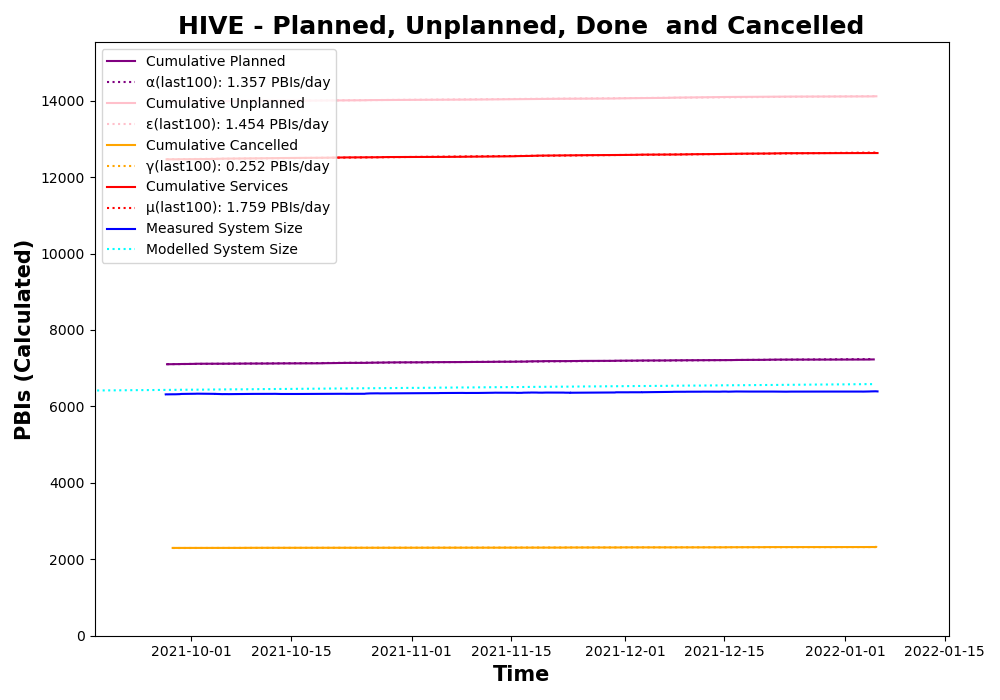 HIVE - Planned, Unplanned, Done  and Cancelled
PBIs (Calculated)
14000
12000
10000
8000
6000
4000
2000
0
Cumulative Planned
α(last100): 1.357 PBIs/day
Cumulative Unplanned
ε(last100): 1.454 PBIs/day
Cumulative Cancelled
γ(last100): 0.252 PBIs/day
Cumulative Services
μ(last100): 1.759 PBIs/day
Measured System Size
Modelled System Size
2021-10-01 2021-10-15 2021-11-01 2021-11-15 2021-12-01 2021-12-15 2022-01-01 2022-01-15
Time